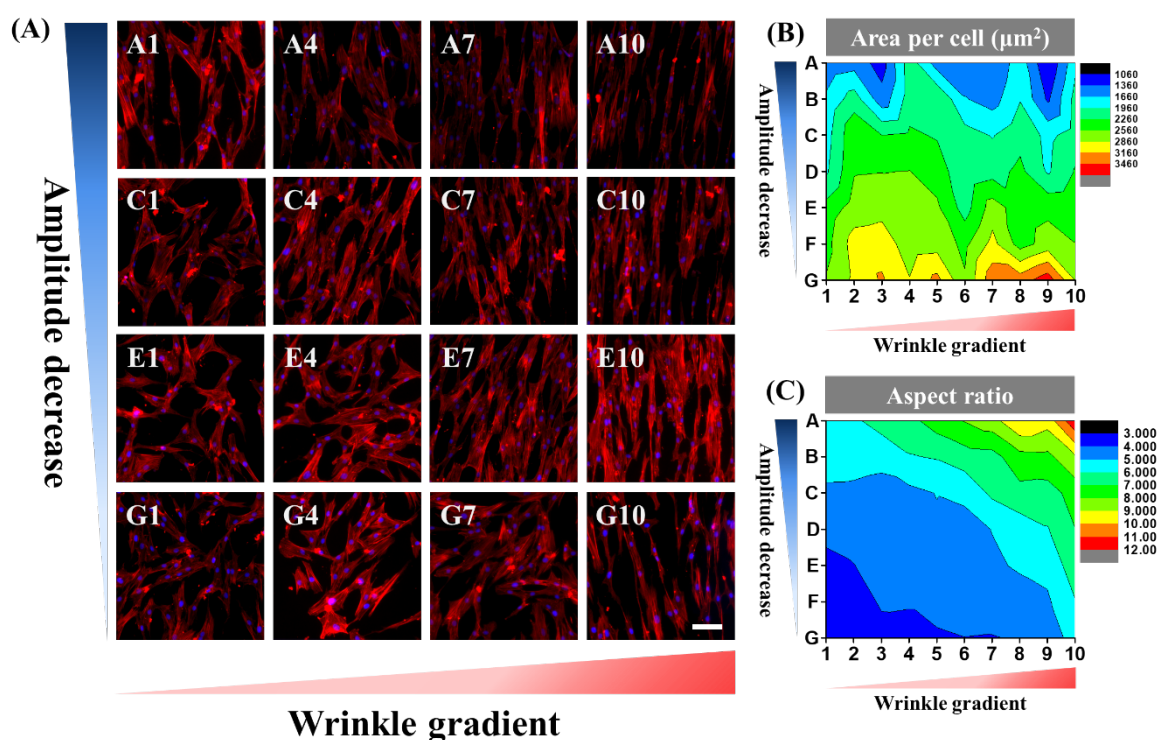 (A)
Amplitude decrease
A1 A4 A7 A10
C1 C4 C7 C10
E1 E4 E7 E10
G1 G4 G7 G10
Wrinkle gradient
(B)
Area per cell (μm²)
Amplitude decrease
A
B
C
D
E
F
G
1 2 3 4 5 6 7 8 9 10
Wrinkle gradient
1060
1360
1660
1960
2260
2560
2860
3160
3460
(C)
Aspect ratio
Amplitude decrease
A
B
C
D
E
F
G
1 2 3 4 5 6 7 8 9 10
Wrinkle gradient
3.000
4.000
5.000
6.000
7.000
8.000
9.000
10.00
11.00
12.00